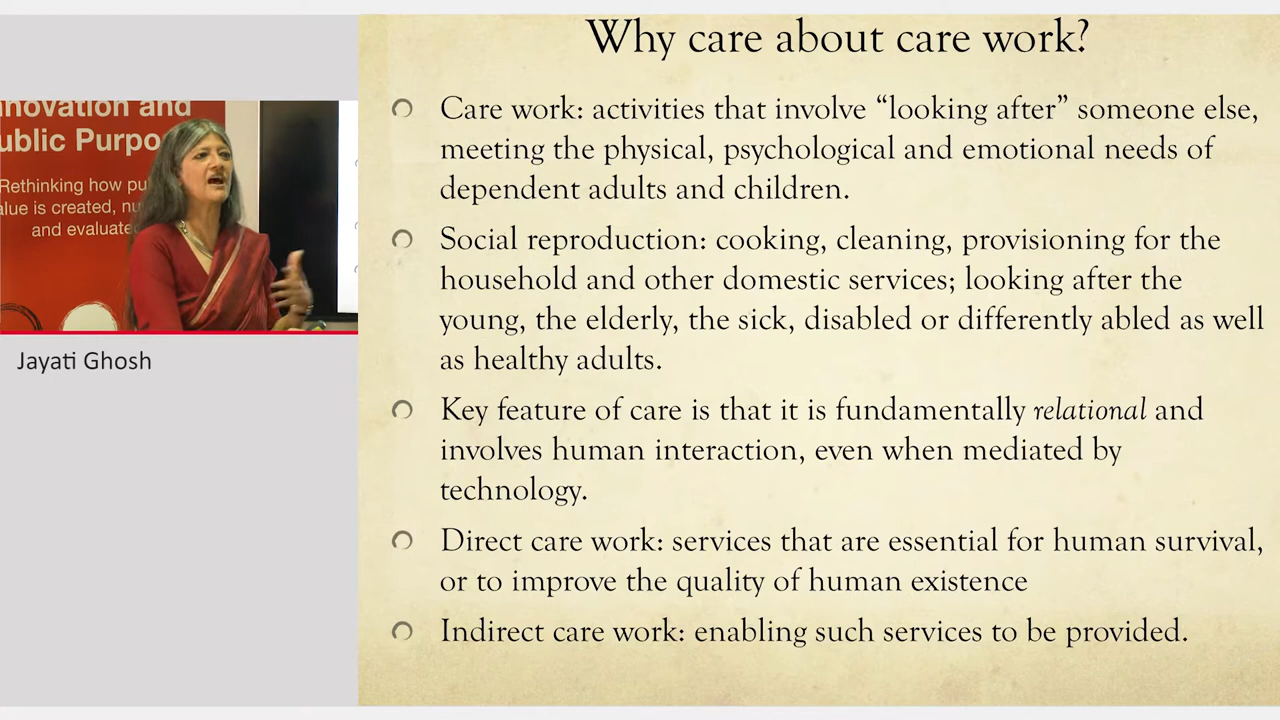 nnovation and
ublic Purpo
Rethinking how pu
alue is created, nu
and evaluate
Jayati Ghosh
Why care about care work?
Care work: activities that involve “looking after” someone else,
meeting the physical, psychological and emotional needs of
dependent adults and children.
Social reproduction: cooking, cleaning, provisioning for the
household and other domestic services; looking after the
young, the elderly, the sick, disabled or differently abled as well
as healthy adults.
Key feature of care is that it is fundamentally relational and
involves human interaction, even when mediated by
technology.
Direct care work: services that are essential for human survival,
or to improve the quality of human existence
Indirect care work: enabling such services to be provided.